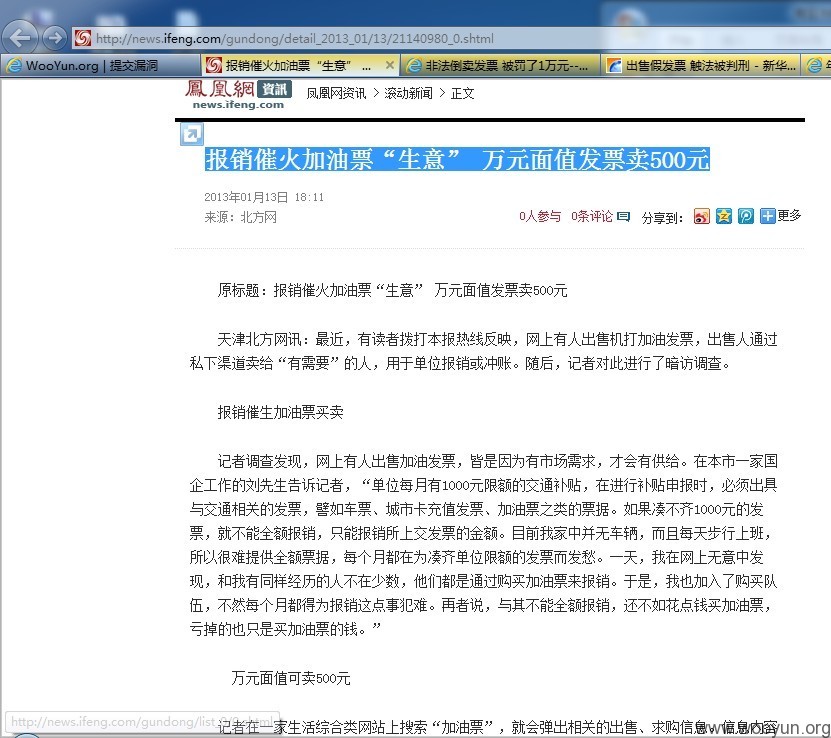 http://news.ifeng.com/gundong/detail_2013_01/13/21140980_0.shtml
WooYun.org | 提交漏洞
报销催火加油票“生意” ...
非法倒卖发票 被罚了1万元--...
出售假发票 触法被判刑 - 新华...
鳳凰網 資訊
news.ifeng.com
凤凰网资讯 > 滚动新闻 > 正文
报销催火加油票“生意” 万元面值发票卖500元
2013年01月13日 18:11
来源：北方网
0人参与 0条评论 分享到： 更多
原标题：报销催火加油票“生意” 万元面值发票卖500元
天津北方网讯：最近，有读者拨打本报热线反映，网上有人出售机打加油发票，出售人通过
私下渠道卖给“有需要”的人，用于单位报销或冲账。随后，记者对此进行了暗访调查。
报销催生加油票买卖
记者调查发现，网上有人出售加油发票，皆是因为有市场需求，才会有供给。在本市一家国
企工作的刘先生告诉记者，“单位每月有1000元限额的交通补贴，在进行补贴申报时，必须出具
与交通相关的发票，譬如车票、城市卡充值发票、加油票之类的票据。如果凑不齐1000元的发
票，就不能全额报销，只能报销所上交发票的金额。目前我家中并无车辆，而且每天步行上班，
所以很难提供全额票据，每个月都在为凑齐单位限额的发票而发愁。一天，我在网上无意中发
现，和我有同样经历的人不在少数，他们都是通过购买加油票来报销。于是，我也加入了购买队
伍，不然每个月都得为报销这点事犯难。再者说，与其不能全额报销，还不如花点钱买加油票，
亏掉的也只是买加油票的钱。”
万元面值可卖500元
http://news.ifeng.com/gundong/list_0/0.shtml
记者在一家生活综合类网站上搜索“加油票”，就会弹出相关的出售、求购信息。信息内容
www.wooyun.org